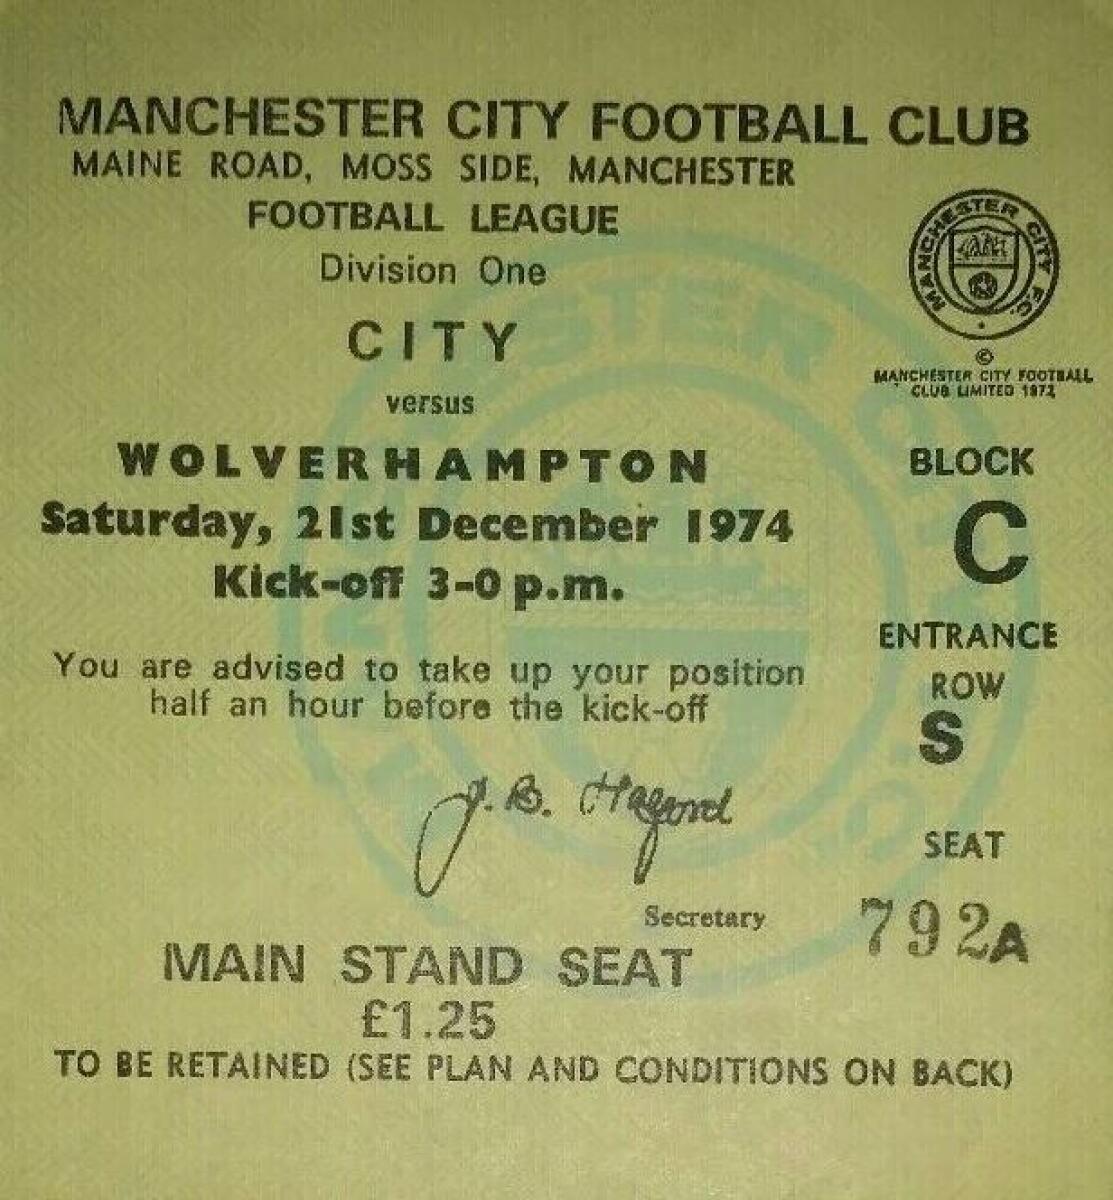 MANCHESTER CITY FOOTBALL CLUB
MAINE ROAD, MOSS SIDE, MANCHESTER
FOOTBALL LEAGUE
Division One
CITY
versus
WOLVERHAMPTON
Saturday, 21st December 1974
Kick-off 3-0 p.m.
You are advised to take up your position
half an hour before the kick-off
J. B. Halford
Secretary
MAIN STAND SEAT
£1.25
TO BE RETAINED (SEE PLAN AND CONDITIONS ON BACK)
MANCHESTER CITY F.C.
©
MANCHESTER CITY FOOTBALL
CLUB LIMITED 1972
BLOCK
C
ENTRANCE
ROW
S
SEAT
792A